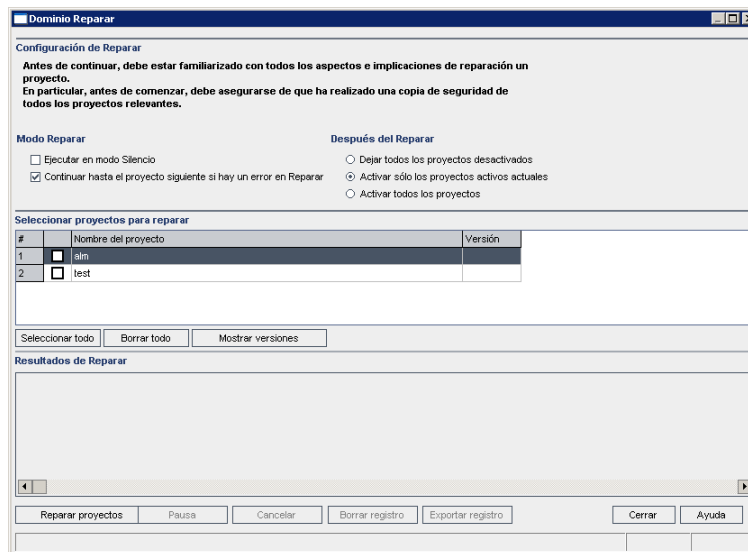 Dominio Reparar
Configuración de Reparar
Antes de continuar, debe estar familiarizado con todos los aspectos e implicaciones de reparación un
proyecto.
En particular, antes de comenzar, debe asegurarse de que ha realizado una copia de seguridad de
todos los proyectos relevantes.
Modo Reparar
Después del Reparar
Ejecutar en modo Silencio
Dejar todos los proyectos desactivados
Continuar hasta el proyecto siguiente si hay un error en Reparar
Activar sólo los proyectos activos actuales
Activar todos los proyectos
Seleccionar proyectos para reparar
# Nombre del proyecto Versión
1 alm
2 test
Seleccionar todo Borrar todo Mostrar versiones
Resultados de Reparar
Reparar proyectos Pausa Cancelar Borrar registro Exportar registro Cerrar Ayuda